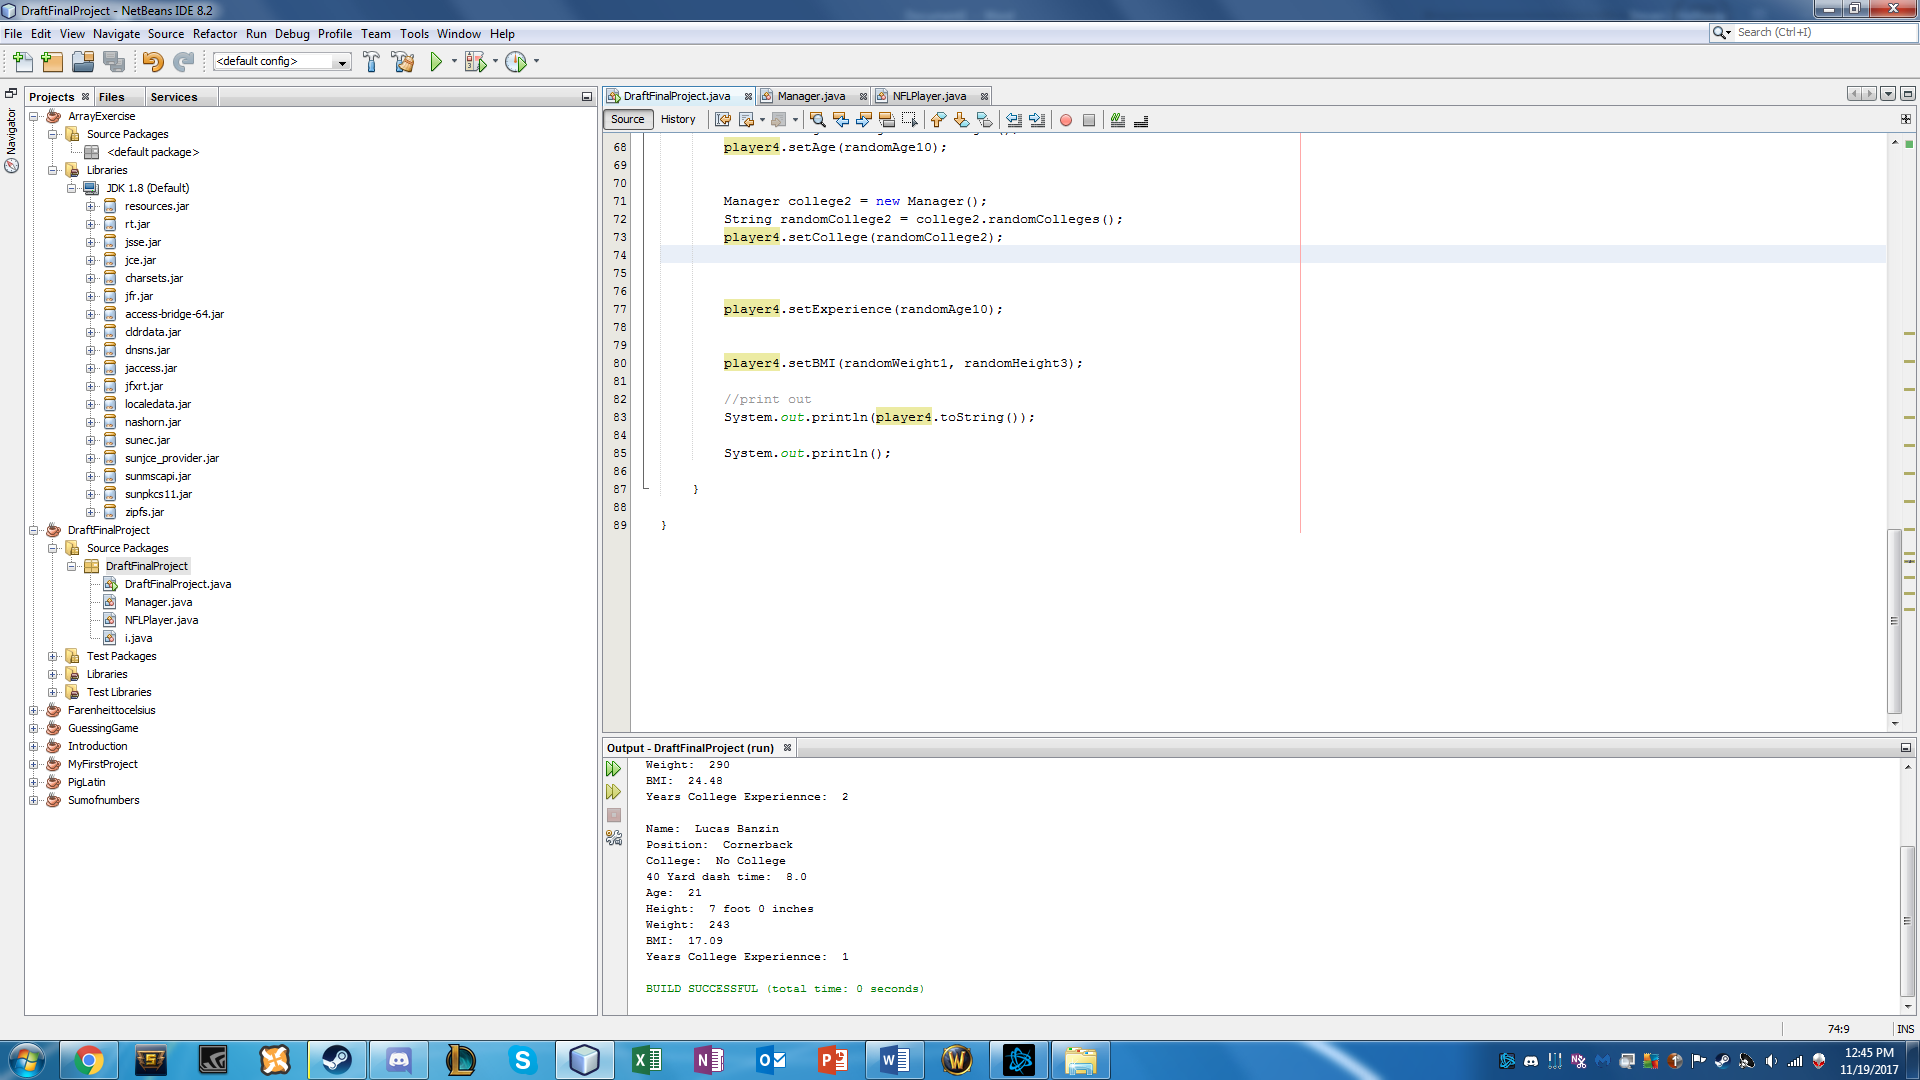 DraftFinalProject - NetBeans IDE 8.2
File Edit View Navigate Source Refactor Run Debug Profile Team Tools Window Help
Search (Ctrl+I)
<default config>
Navigator
Projects Files Services
ArrayExercise
Source Packages
<default package>
Libraries
JDK 1.8 (Default)
resources.jar
rt.jar
jsse.jar
jce.jar
charsets.jar
jfr.jar
access-bridge-64.jar
cldrdata.jar
dnsns.jar
jaccess.jar
jfxrt.jar
localedata.jar
nashorn.jar
sunec.jar
sunjce_provider.jar
sunmscapi.jar
sunpkcs11.jar
zipfs.jar
DraftFinalProject
Source Packages
DraftFinalProject
DraftFinalProject.java
Manager.java
NFLPlayer.java
i.java
Test Packages
Libraries
Test Libraries
Farenheittocelsius
GuessingGame
Introduction
MyFirstProject
PigLatin
Sumofnumbers
DraftFinalProject.java Manager.java NFLPlayer.java
Source History
68 player4.setAge(randomAge10);
69
70
71 Manager college2 = new Manager();
72 String randomCollege2 = college2.randomColleges();
73 player4.setCollege(randomCollege2);
74
75
76
77 player4.setExperience(randomAge10);
78
79
80 player4.setBMI(randomWeight1, randomHeight3);
81
82 //print out
83 System.out.println(player4.toString());
84
85 System.out.println();
86
87 }
88
89 }
Output - DraftFinalProject (run)
Weight: 290
BMI: 24.48
Years College Experiennce: 2
Name: Lucas Banzin
Position: Cornerback
College: No College
40 Yard dash time: 8.0
Age: 21
Height: 7 foot 0 inches
Weight: 243
BMI: 17.09
Years College Experiennce: 1
BUILD SUCCESSFUL (total time: 0 seconds)
74:9 INS
12:45 PM
11/19/2017